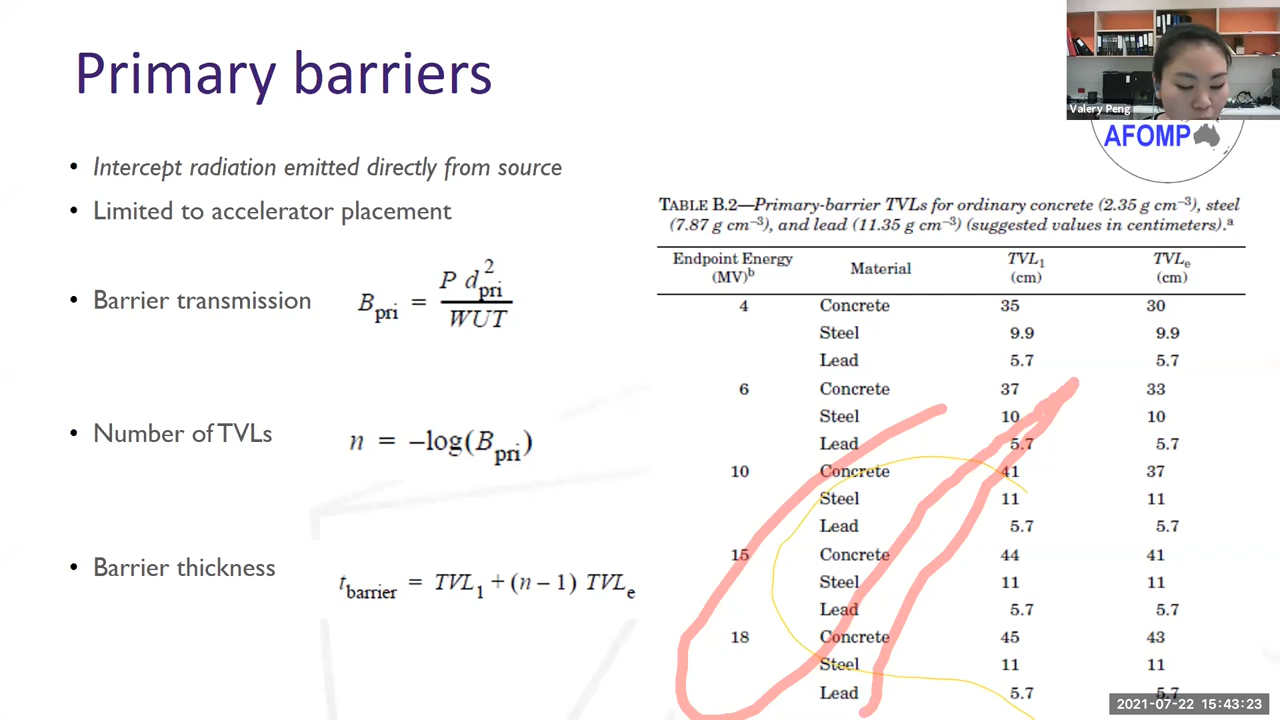 Primary barriers
Valery Peng
AFOMP
• Intercept radiation emitted directly from source
• Limited to accelerator placement
• Barrier transmission B_pri = P d_pri^2 / WUT
• Number of TVLs n = –log(B_pri)
• Barrier thickness t_barrier = TVL_1 + (n – 1) TVL_e
TABLE B.2—Primary-barrier TVLs for ordinary concrete (2.35 g cm⁻³), steel
(7.87 g cm⁻³), and lead (11.35 g cm⁻³) (suggested values in centimeters).ᵃ
Endpoint Energy (MV)ᵇ Material TVL_1 (cm) TVL_e (cm)
4 Concrete 35 30
Steel 9.9 9.9
Lead 5.7 5.7
6 Concrete 37 33
Steel 10 10
Lead 5.7 5.7
10 Concrete 41 37
Steel 11 11
Lead 5.7 5.7
15 Concrete 44 41
Steel 11 11
Lead 5.7 5.7
18 Concrete 45 43
Steel 11 11
Lead 5.7 5.7
2021-07-22 15:43:23